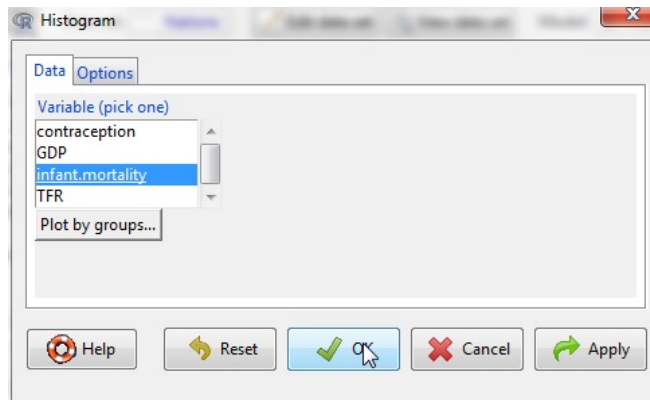 Histogram
Data Options
Variable (pick one)
contraception
GDP
infant.mortality
TFR
Plot by groups...
Help Reset OK Cancel Apply